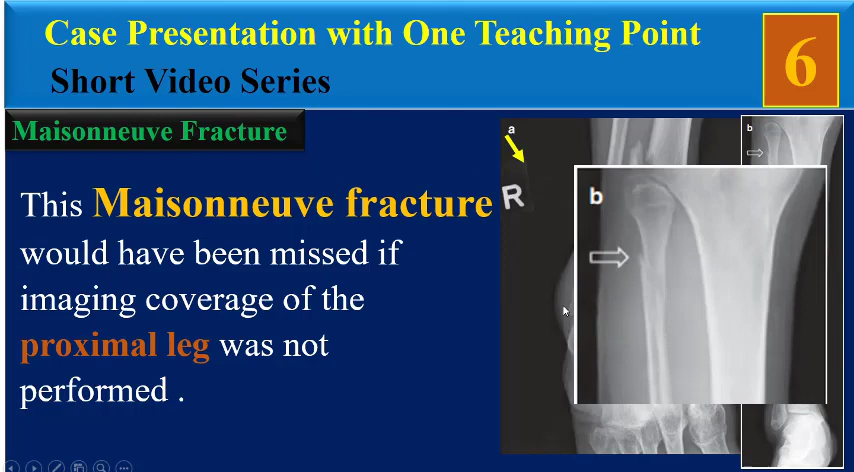 Case Presentation with One Teaching Point
Short Video Series
6
Maisonneuve Fracture
This Maisonneuve fracture
would have been missed if
imaging coverage of the
proximal leg was not
performed .
a
R
b
b